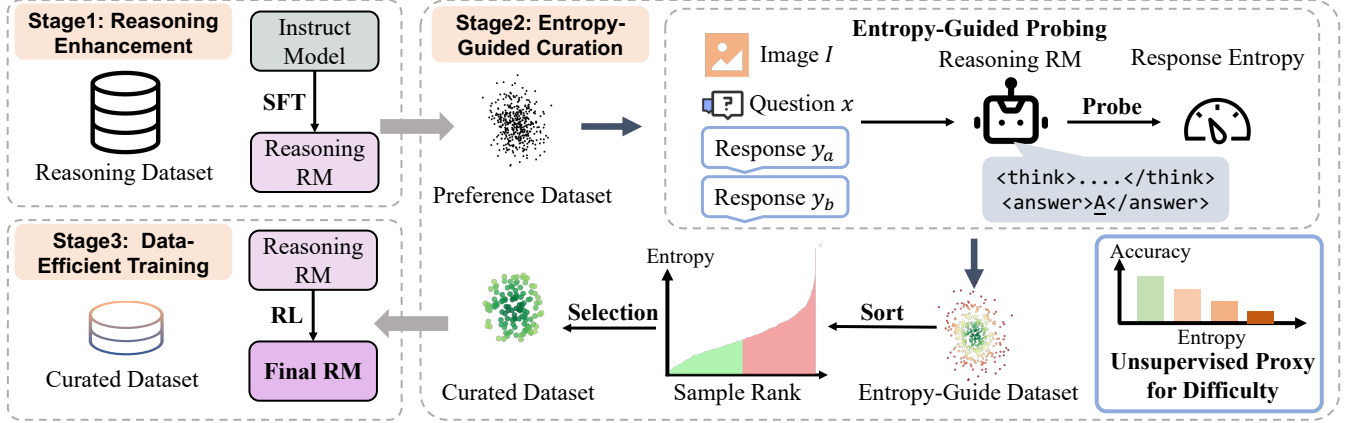 Stage1: Reasoning
Enhancement
Reasoning Dataset
Instruct
Model
SFT
Reasoning
RM
Stage2: Entropy-
Guided Curation
Preference Dataset
Entropy-Guided Probing
Image I
?
Question x
Response y_a
Response y_b
Reasoning RM
Probe
Response Entropy
<think>....</think>
<answer>A</answer>
Stage3: Data-
Efficient Training
Curated Dataset
Reasoning
RM
RL
Final RM
Curated Dataset
Selection
Entropy
Sample Rank
Sort
Entropy-Guide Dataset
Accuracy
Entropy
Unsupervised Proxy
for Difficulty